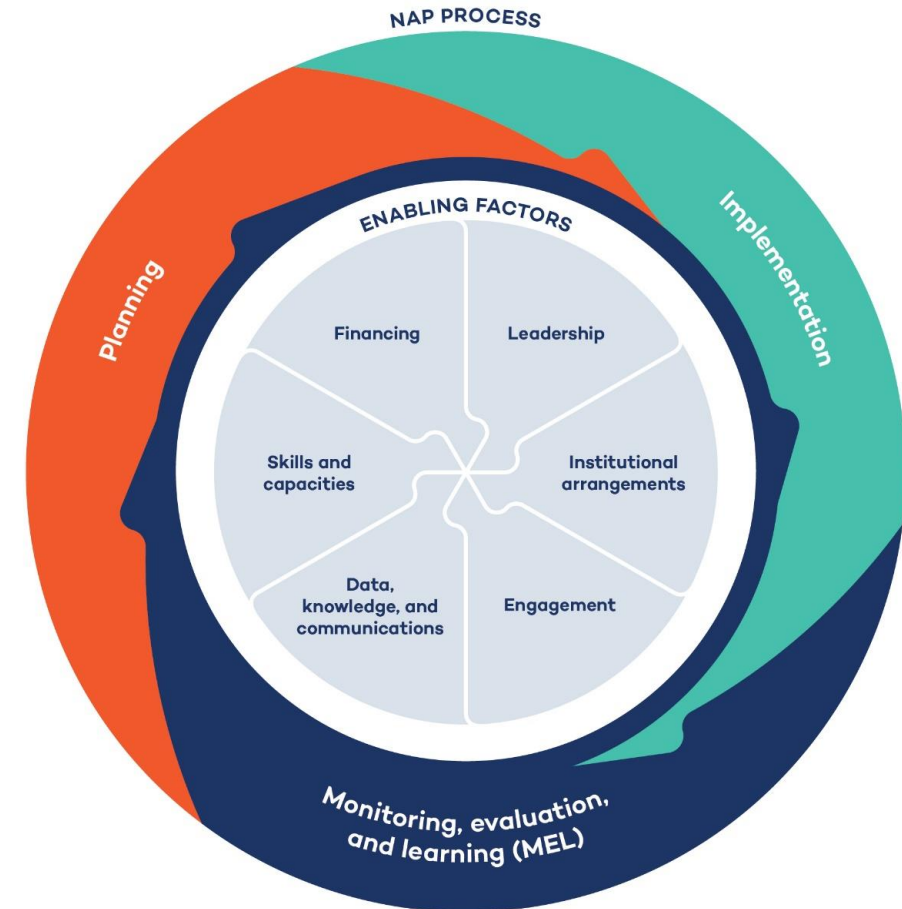 NAP PROCESS
Planning
Implementation
ENABLING FACTORS
Financing
Leadership
Skills and
capacities
Institutional
arrangements
Data,
knowledge, and
communications
Engagement
Monitoring, evaluation,
and learning (MEL)